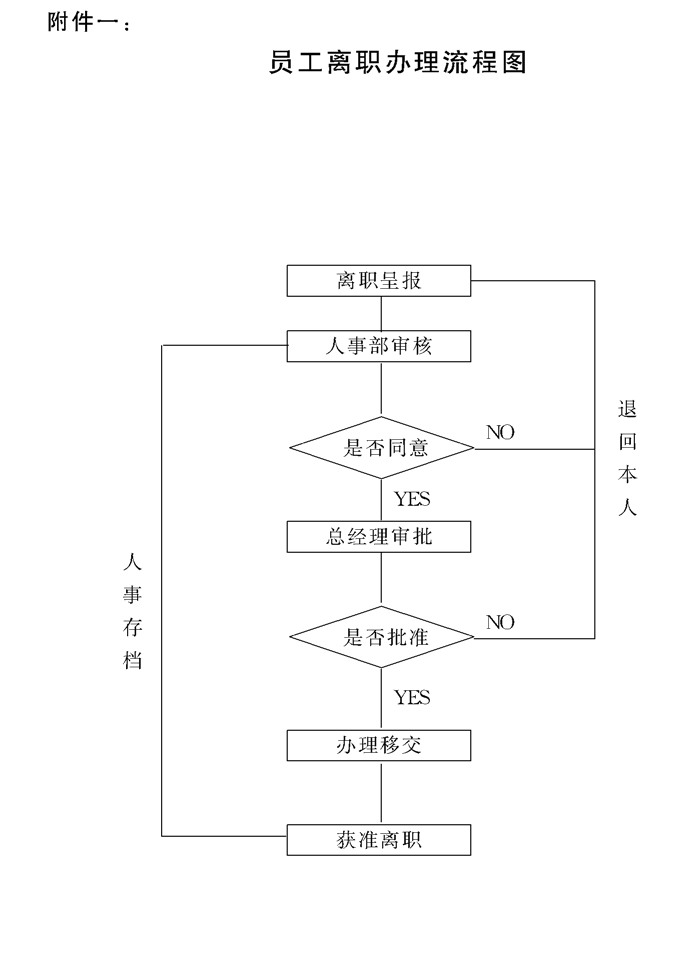 附件一：
员工离职办理流程图
离职呈报
人事部审核
是否同意
NO
退回本人
YES
总经理审批
人事存档
是否批准
NO
YES
办理移交
获准离职